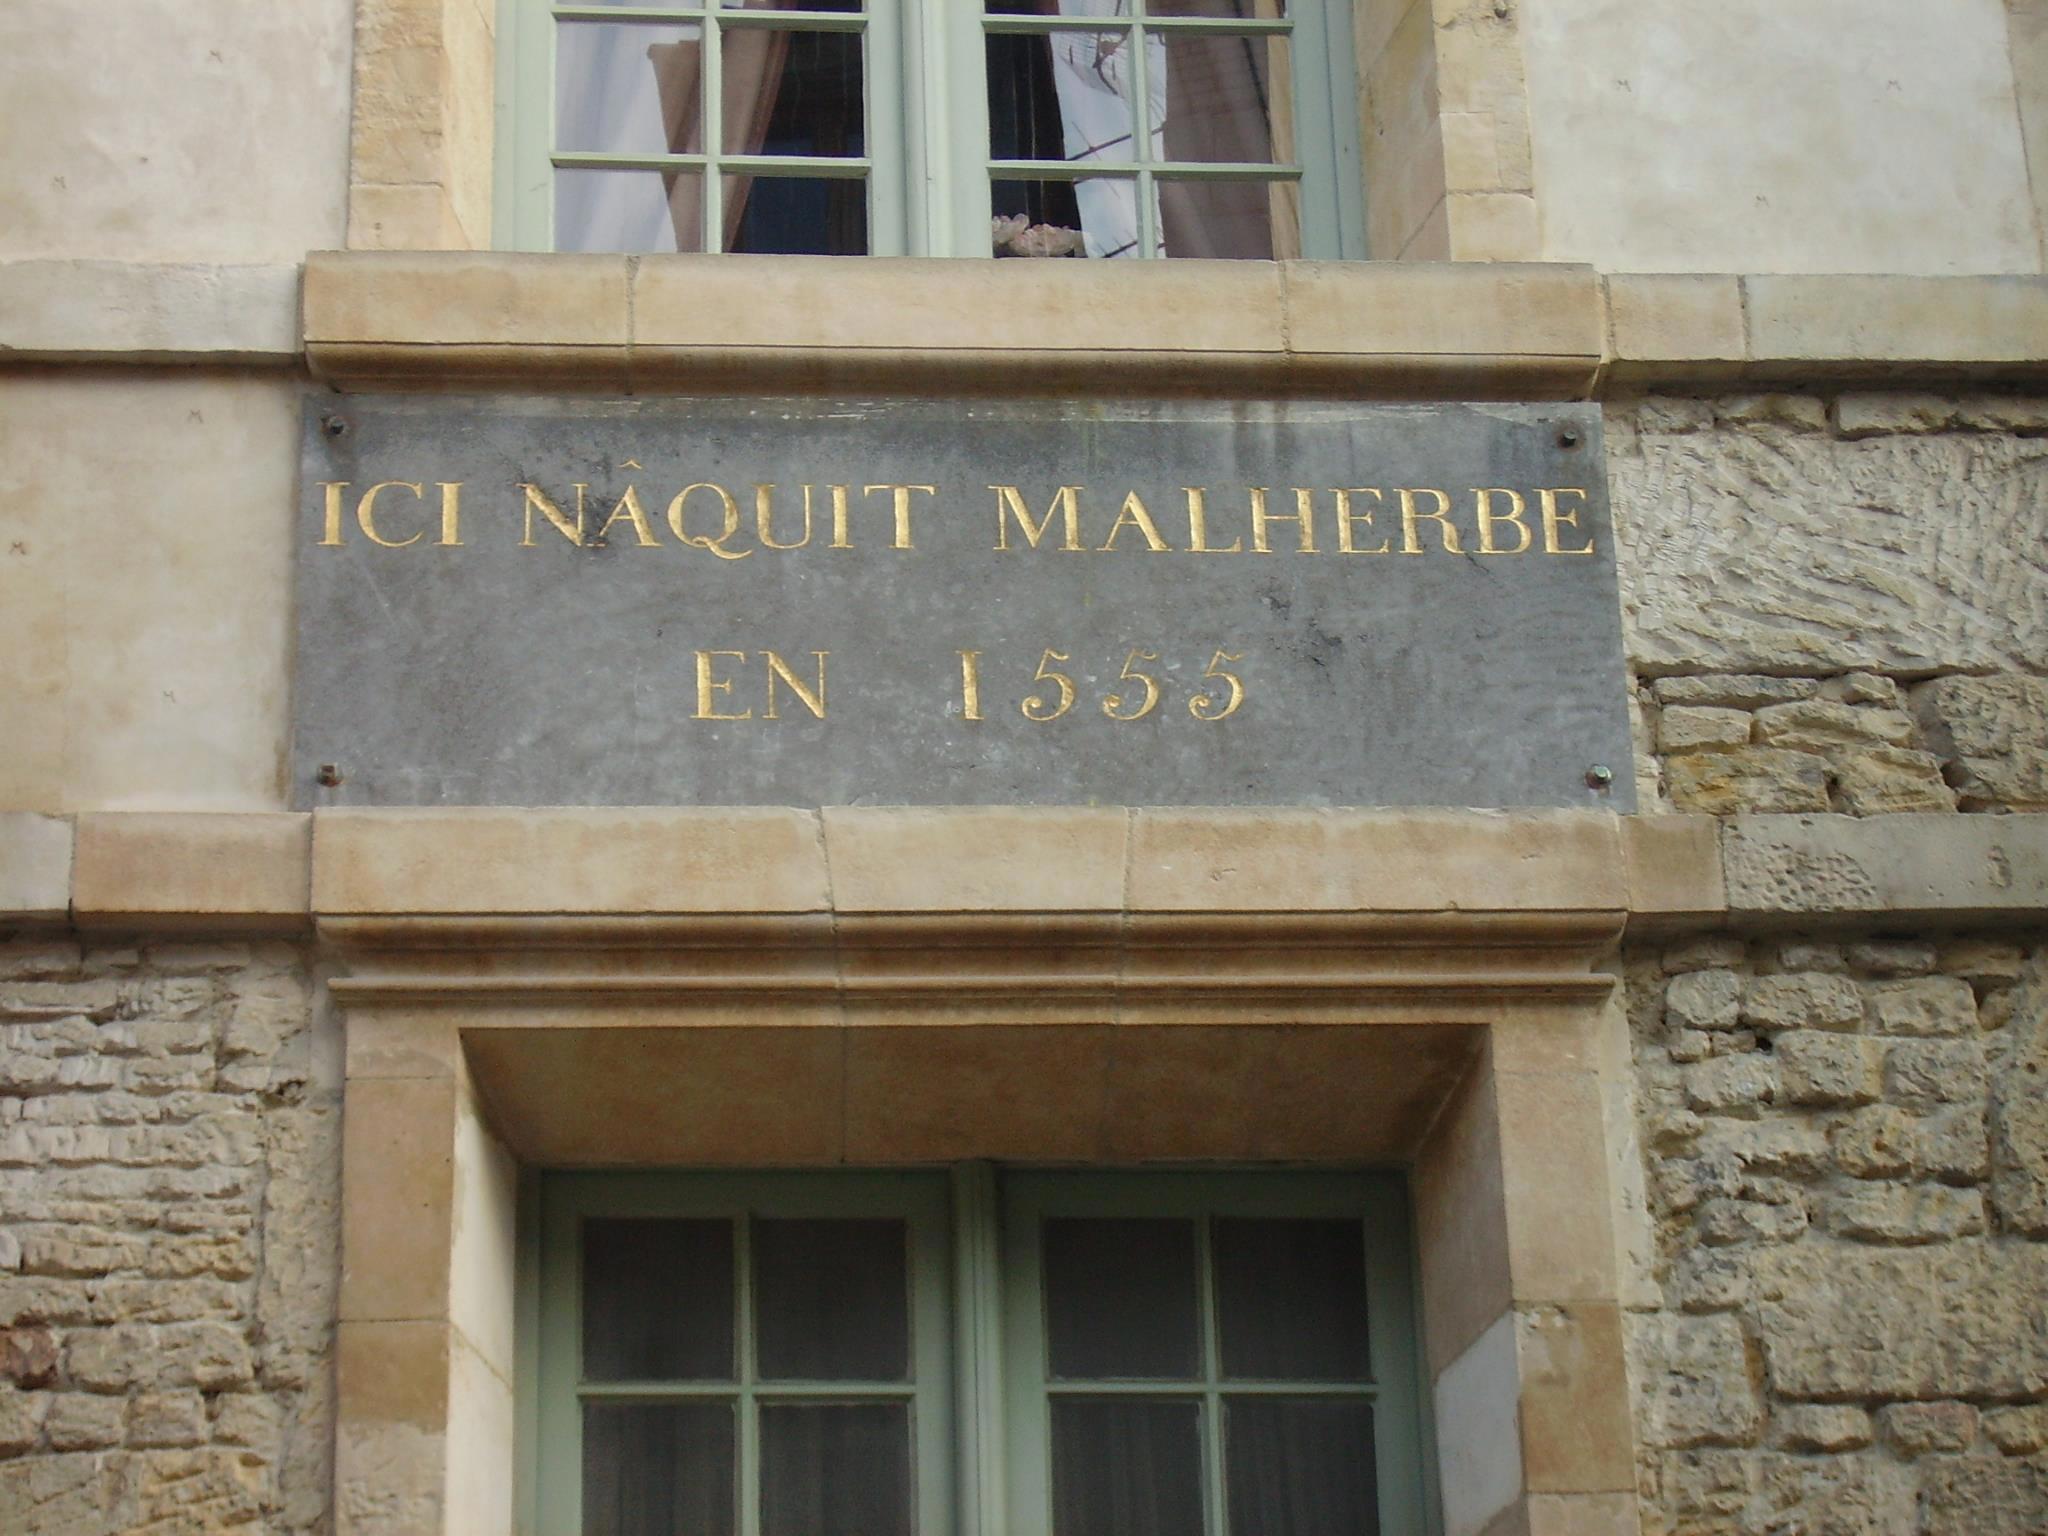 ICI NÂQUIT MALHERBE
EN 1555